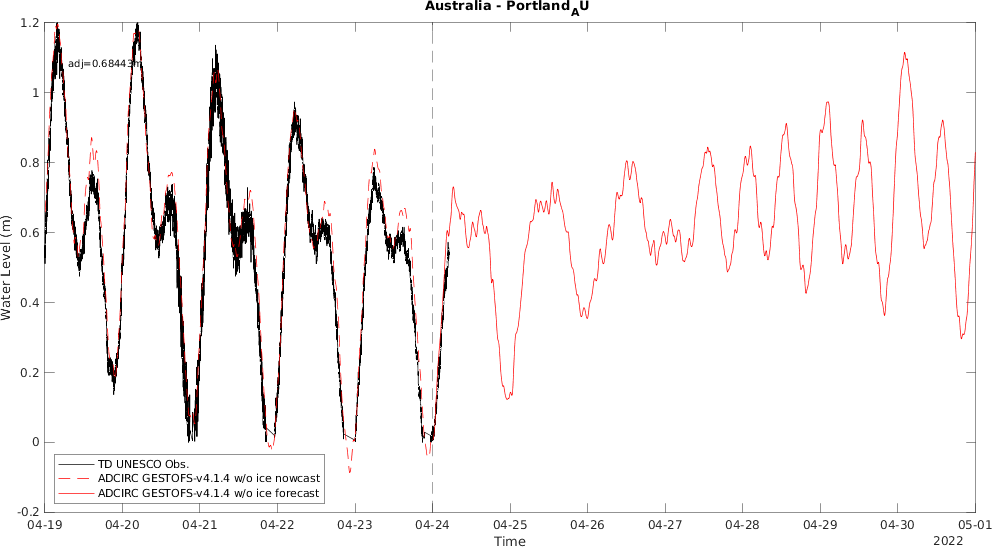 Australia - Portland_AU
1.2
adj=0.68443m
1
0.8
0.6
0.4
0.2
0
-0.2
Water Level (m)
TD UNESCO Obs.
ADCIRC GESTOFS-v4.1.4 w/o ice nowcast
ADCIRC GESTOFS-v4.1.4 w/o ice forecast
04-19 04-20 04-21 04-22 04-23 04-24 04-25 04-26 04-27 04-28 04-29 04-30 05-01
Time
2022